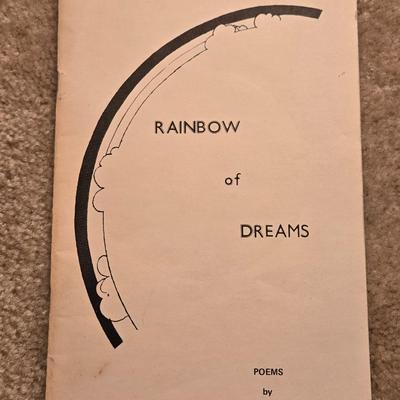 RAINBOW
of
DREAMS
POEMS
by